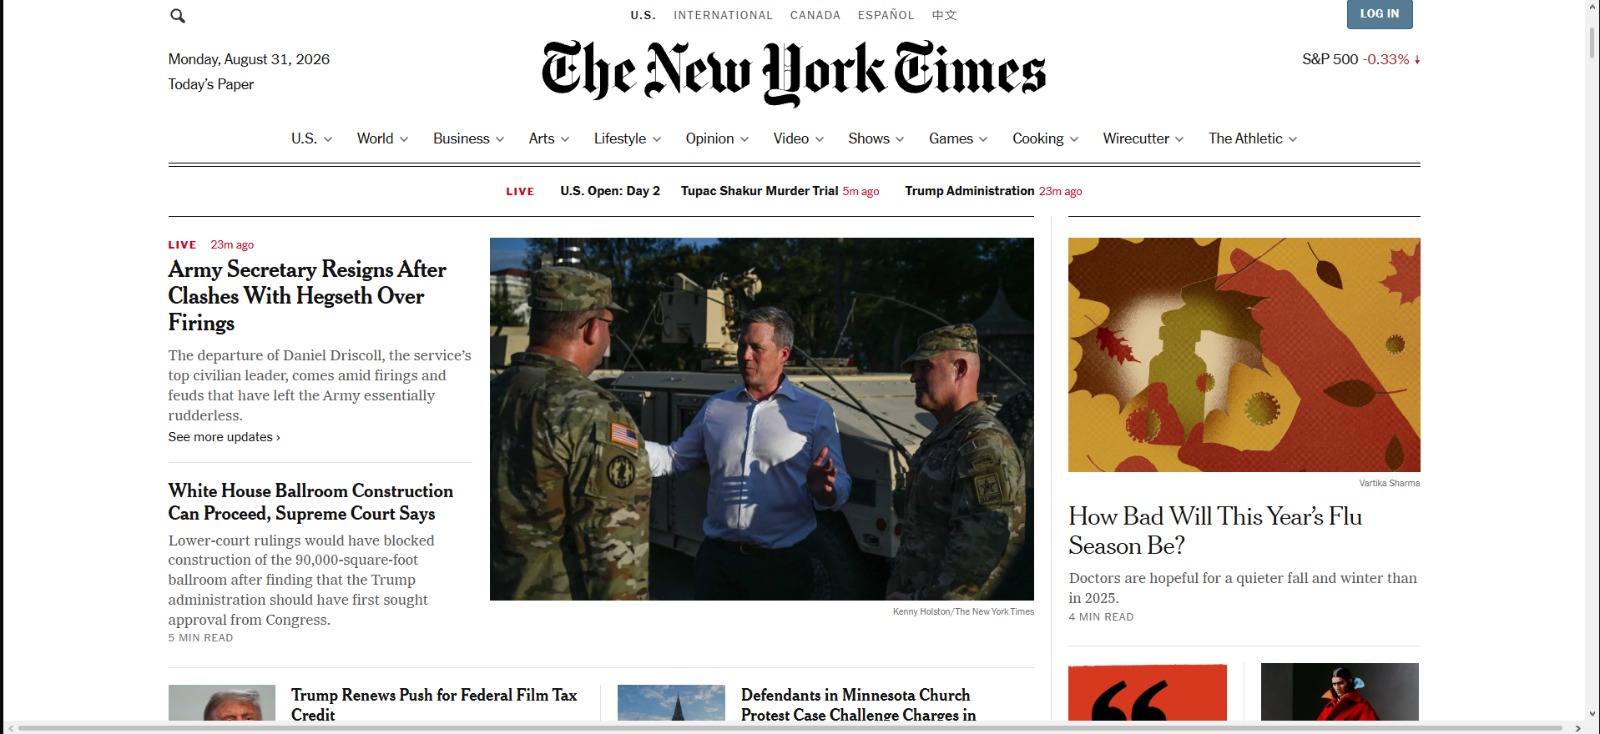 U.S. INTERNATIONAL CANADA ESPAÑOL 中文
LOG IN
Monday, August 31, 2026
Today's Paper
The New York Times
S&P 500 -0.33%
U.S. World Business Arts Lifestyle Opinion Video Shows Games Cooking Wirecutter The Athletic
LIVE U.S. Open: Day 2 Tupac Shakur Murder Trial 5m ago Trump Administration 23m ago
LIVE 23m ago
Army Secretary Resigns After
Clashes With Hegseth Over
Firings
The departure of Daniel Driscoll, the service's
top civilian leader, comes amid firings and
feuds that have left the Army essentially
rudderless.
See more updates ›
White House Ballroom Construction
Can Proceed, Supreme Court Says
Lower-court rulings would have blocked
construction of the 90,000-square-foot
ballroom after finding that the Trump
administration should have first sought
approval from Congress.
5 MIN READ
Kenny Holston/The New York Times
Vartika Sharma
How Bad Will This Year's Flu
Season Be?
Doctors are hopeful for a quieter fall and winter than
in 2025.
4 MIN READ
Trump Renews Push for Federal Film Tax
Credit
Defendants in Minnesota Church
Protest Case Challenge Charges in